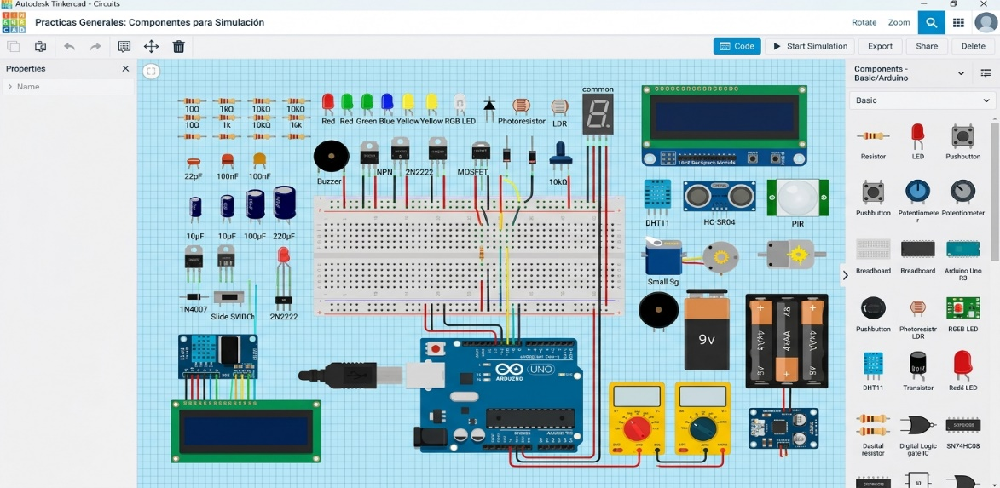 Autodesk Tinkercad - Circuits
Practicas Generales: Componentes para Simulación
Rotate
Zoom
Code
Start Simulation
Export
Share
Delete
Properties
Name
Components -
Basic/Arduino
Basic
10Ω
1kΩ
10KΩ
10KΩ
10Ω
1k
10KΩ
Red
Red
Green
Blue
Yellow
Yellow
RGB LED
Photoresistor
LDR
common
22pF
100nF
100nF
Buzzer
NPN
2N2222
MOSFET
10kΩ
10µF
10µF
100µF
220µF
1N4007
Slide SWITCh
2N2222
DHT11
HC-SR04
PIR
Small Sg
9v
4xAA
4xAA
ARDUINO
UNO
Resistor
LED
Pushbutton
Pushbutton
Potentiome
r
Potentiometer
Breadboard
Breadboard
Arduino Uno
R3
Pushbutton
Photoresistr
LDR
RG6B LED
DHT11
Transistor
Redš LED
Dasital
resistor
Digital Logic
gate IC
SN74HC08